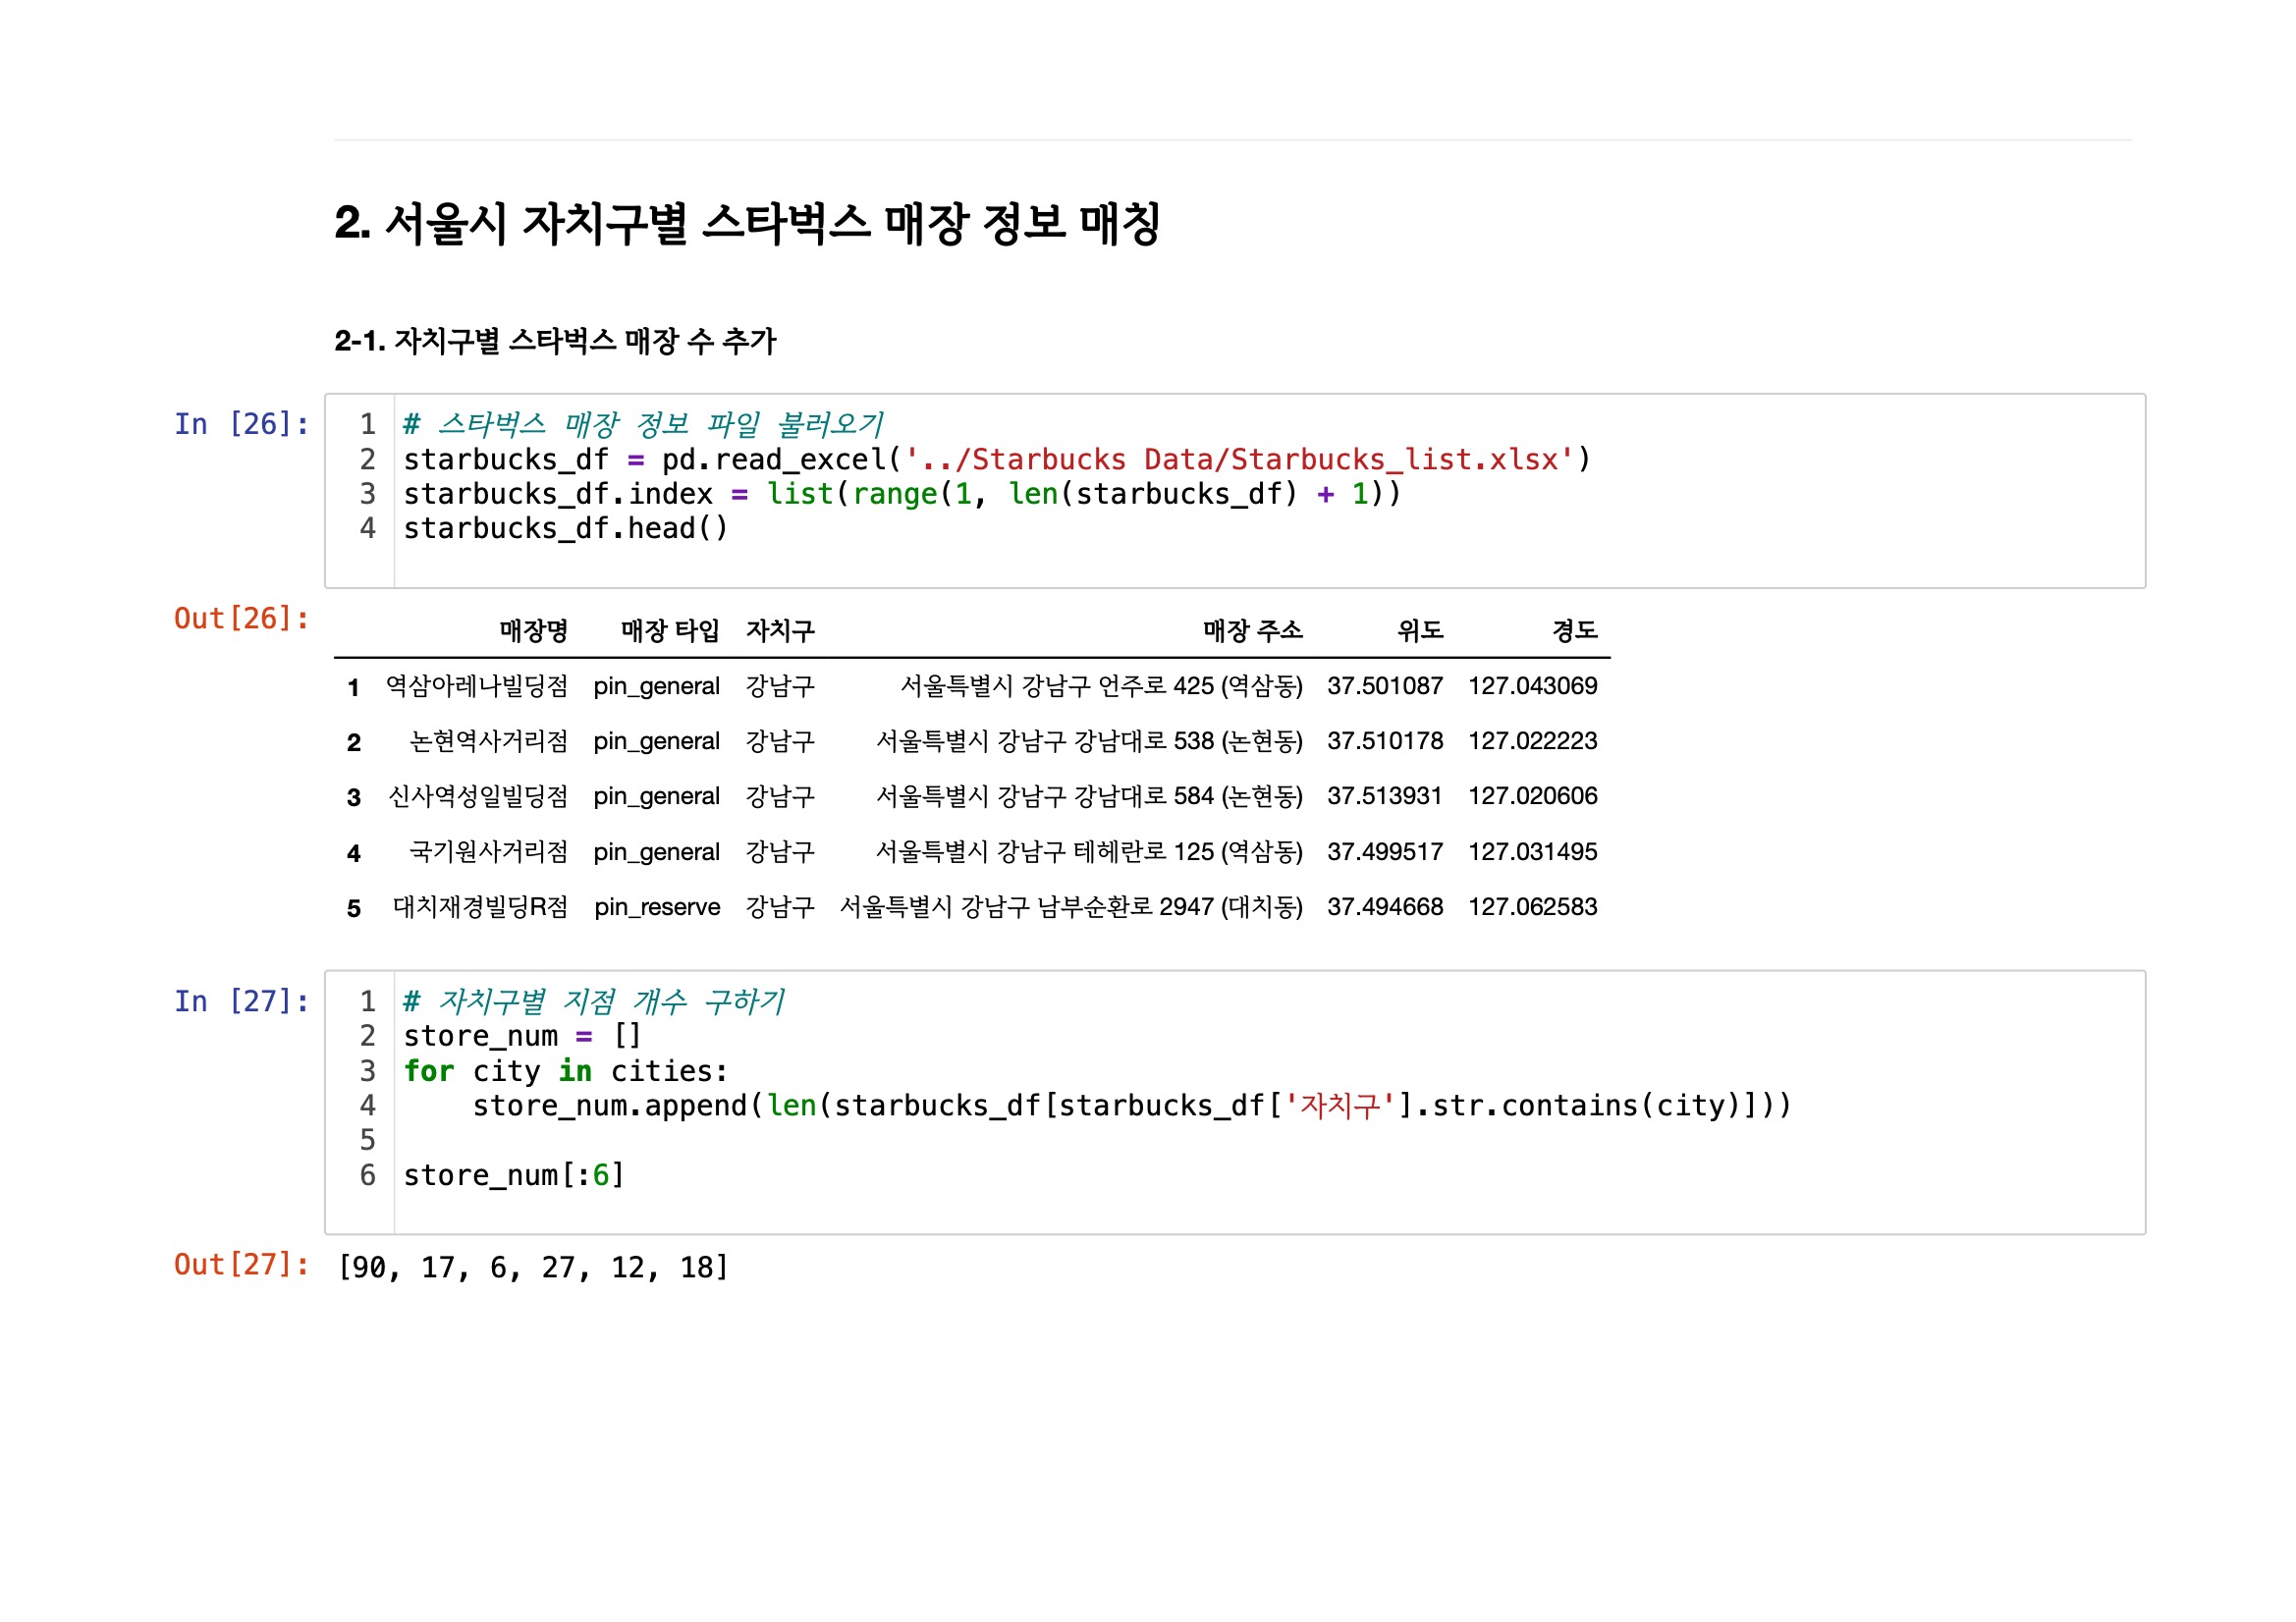 2. 서울시 자치구별 스타벅스 매장 정보 매칭
2-1. 자치구별 스타벅스 매장 수 추가
In [26]:
1 # 스타벅스 매장 정보 파일 불러오기
2 starbucks_df = pd.read_excel('../Starbucks Data/Starbucks_list.xlsx')
3 starbucks_df.index = list(range(1, len(starbucks_df) + 1))
4 starbucks_df.head()
Out[26]:
매장명 매장 타입 자치구 매장 주소 위도 경도
1 역삼아레나빌딩점 pin_general 강남구 서울특별시 강남구 언주로 425 (역삼동) 37.501087 127.043069
2 논현역사거리점 pin_general 강남구 서울특별시 강남구 강남대로 538 (논현동) 37.510178 127.022223
3 신사역성일빌딩점 pin_general 강남구 서울특별시 강남구 강남대로 584 (논현동) 37.513931 127.020606
4 국기원사거리점 pin_general 강남구 서울특별시 강남구 테헤란로 125 (역삼동) 37.499517 127.031495
5 대치재경빌딩R점 pin_reserve 강남구 서울특별시 강남구 남부순환로 2947 (대치동) 37.494668 127.062583
In [27]:
1 # 자치구별 지점 개수 구하기
2 store_num = []
3 for city in cities:
4     store_num.append(len(starbucks_df[starbucks_df['자치구'].str.contains(city)]))
5
6 store_num[:6]
Out[27]: [90, 17, 6, 27, 12, 18]